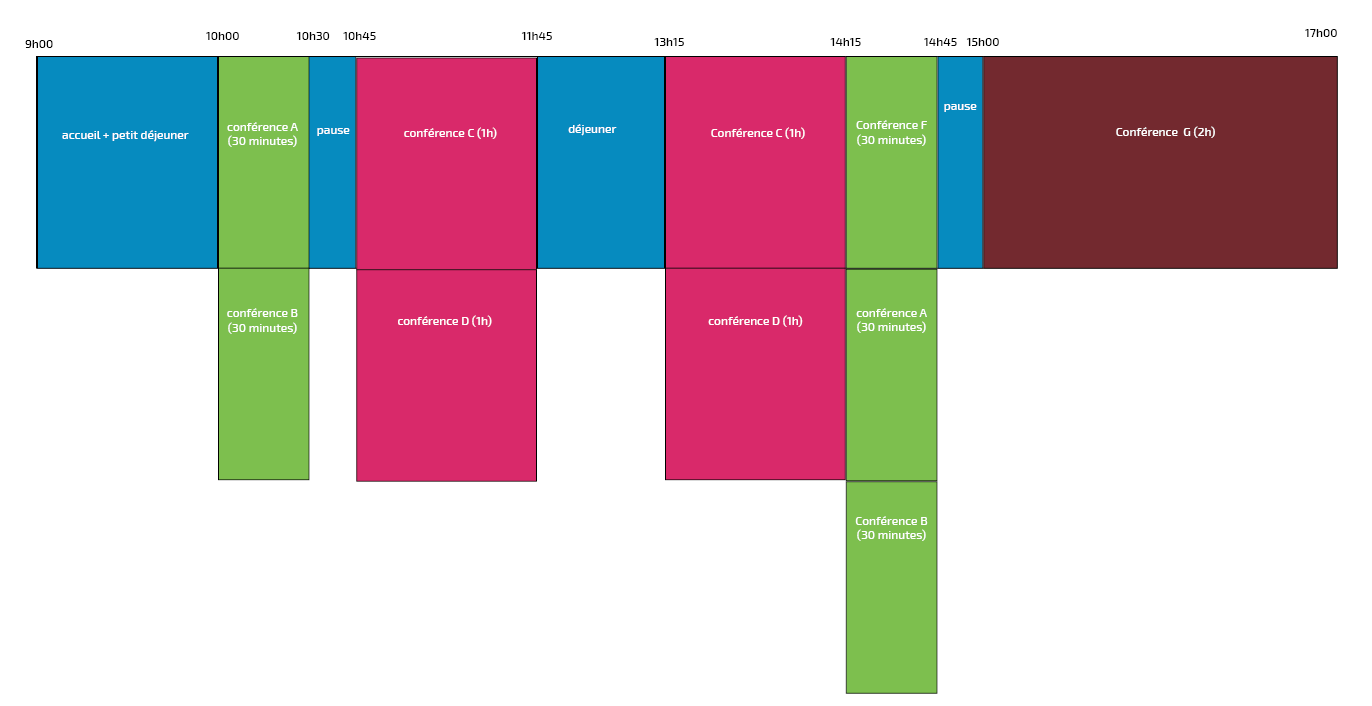 9h00
10h00
10h30
10h45
11h45
13h15
14h15
14h45
15h00
17h00
accueil + petit déjeuner
conférence A
(30 minutes)
pause
conférence C (1h)
déjeuner
Conférence C (1h)
Conférence F
(30 minutes)
pause
Conférence  G (2h)
conférence B
(30 minutes)
conférence D (1h)
conférence D (1h)
conférence A
(30 minutes)
Conférence B
(30 minutes)